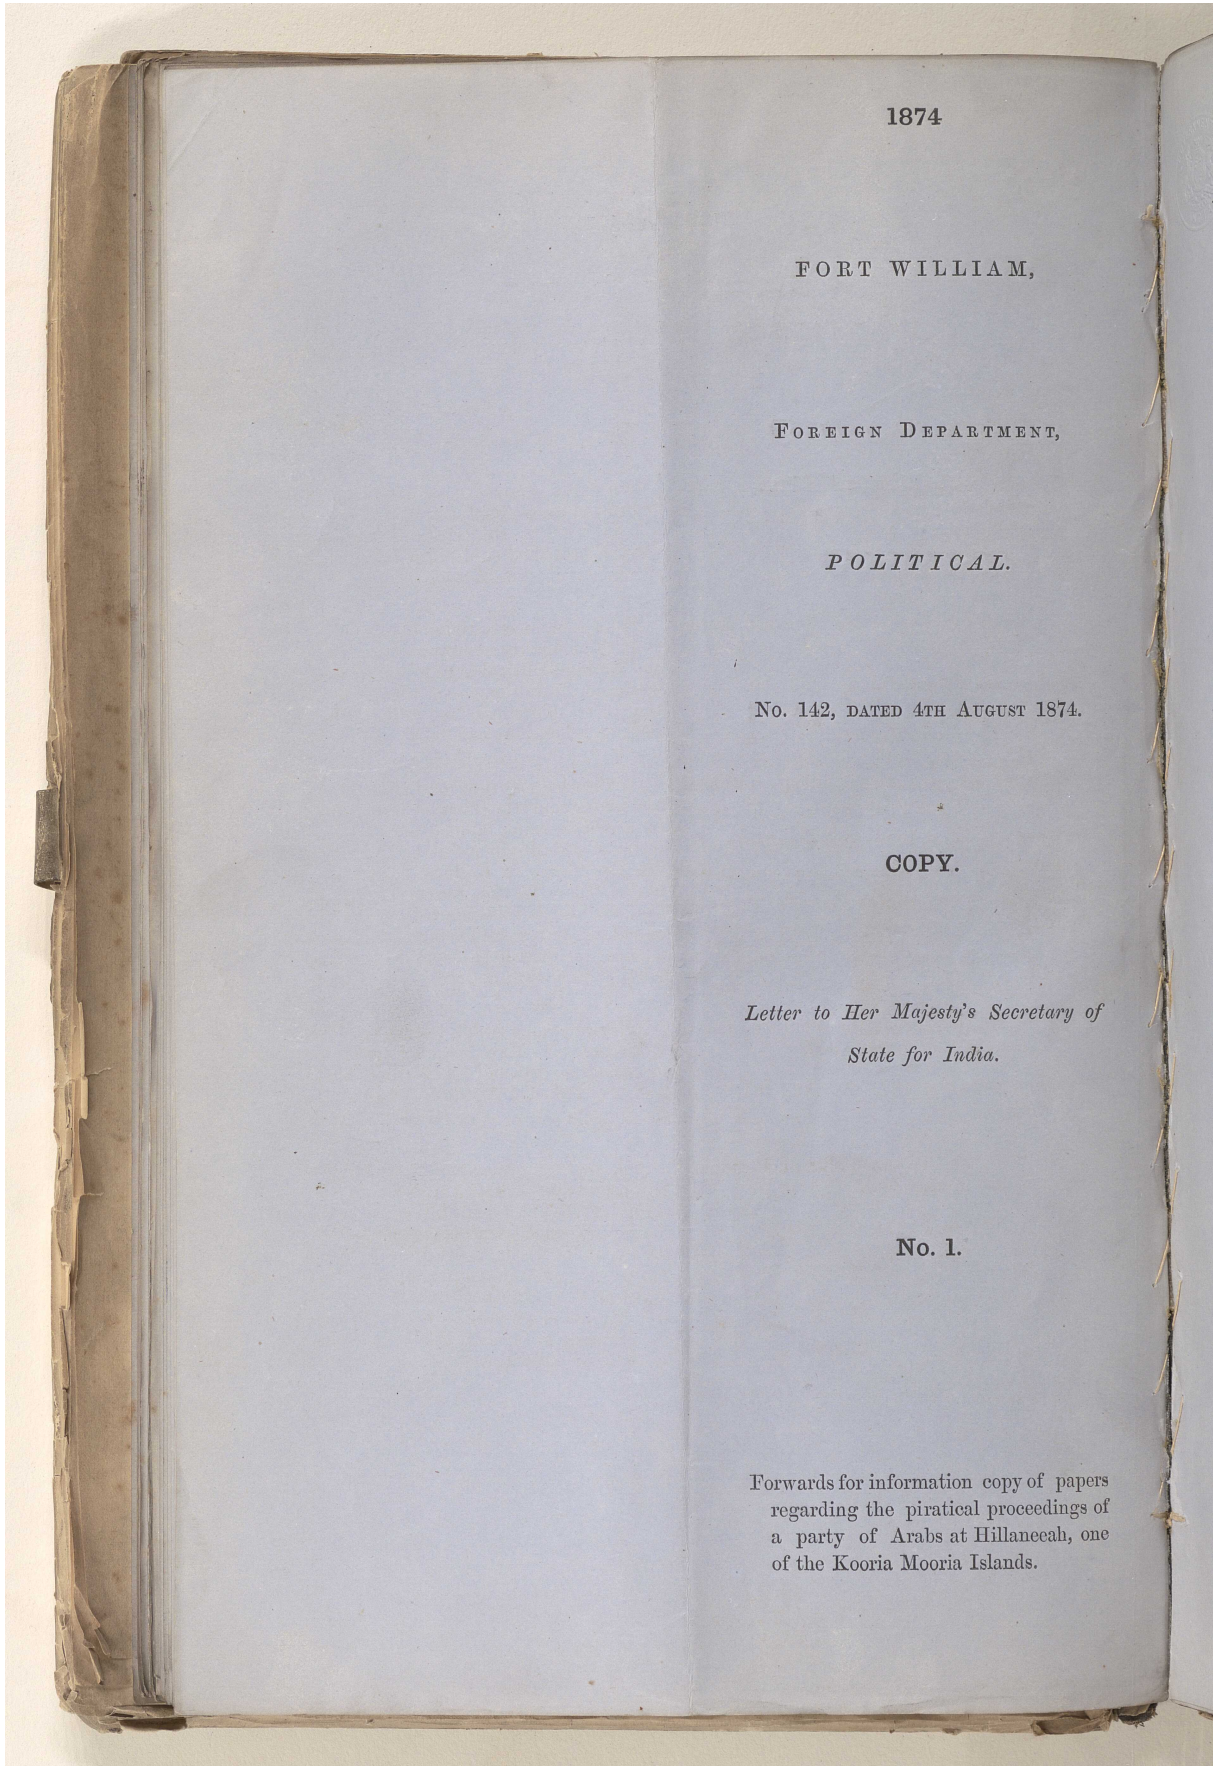 1874
FORT WILLIAM,
FOREIGN DEPARTMENT,
POLITICAL.
No. 142, DATED 4TH AUGUST 1874.
COPY.
Letter to Her Majesty's Secretary of
State for India.
No. 1.
Forwards for information copy of papers
regarding the piratical proceedings of
a party of Arabs at Hillaneeah, one
of the Kooria Mooria Islands.